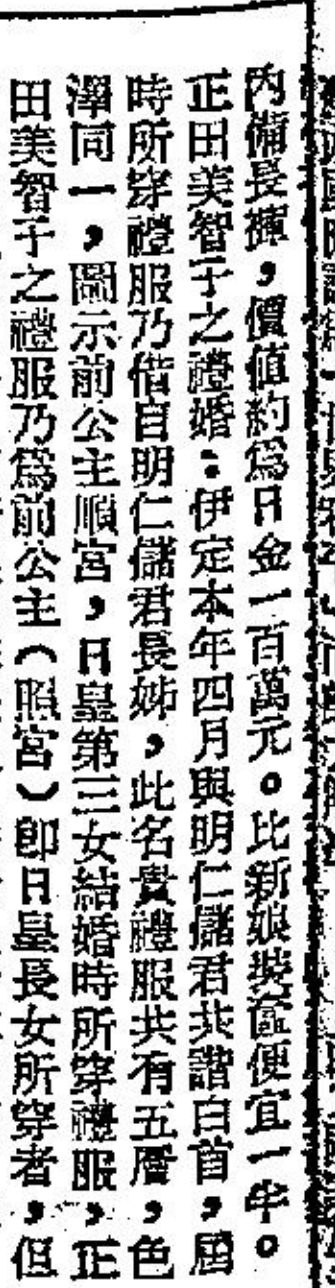 內備長褲，價值約爲日金一百萬元。比新娘裝奩便宜一半。
正田美智子之禮婚：伊定本年四月與明仁儲君共諧白首，屆
時所穿禮服乃借自明仁儲君長姊，此名貴禮服共有五層，色
澤同一，圖示前公主順宮，日皇第三女結婚時所穿禮服，正
田美智子之禮服乃爲前公主（照宮）卽日皇長女所穿者，但